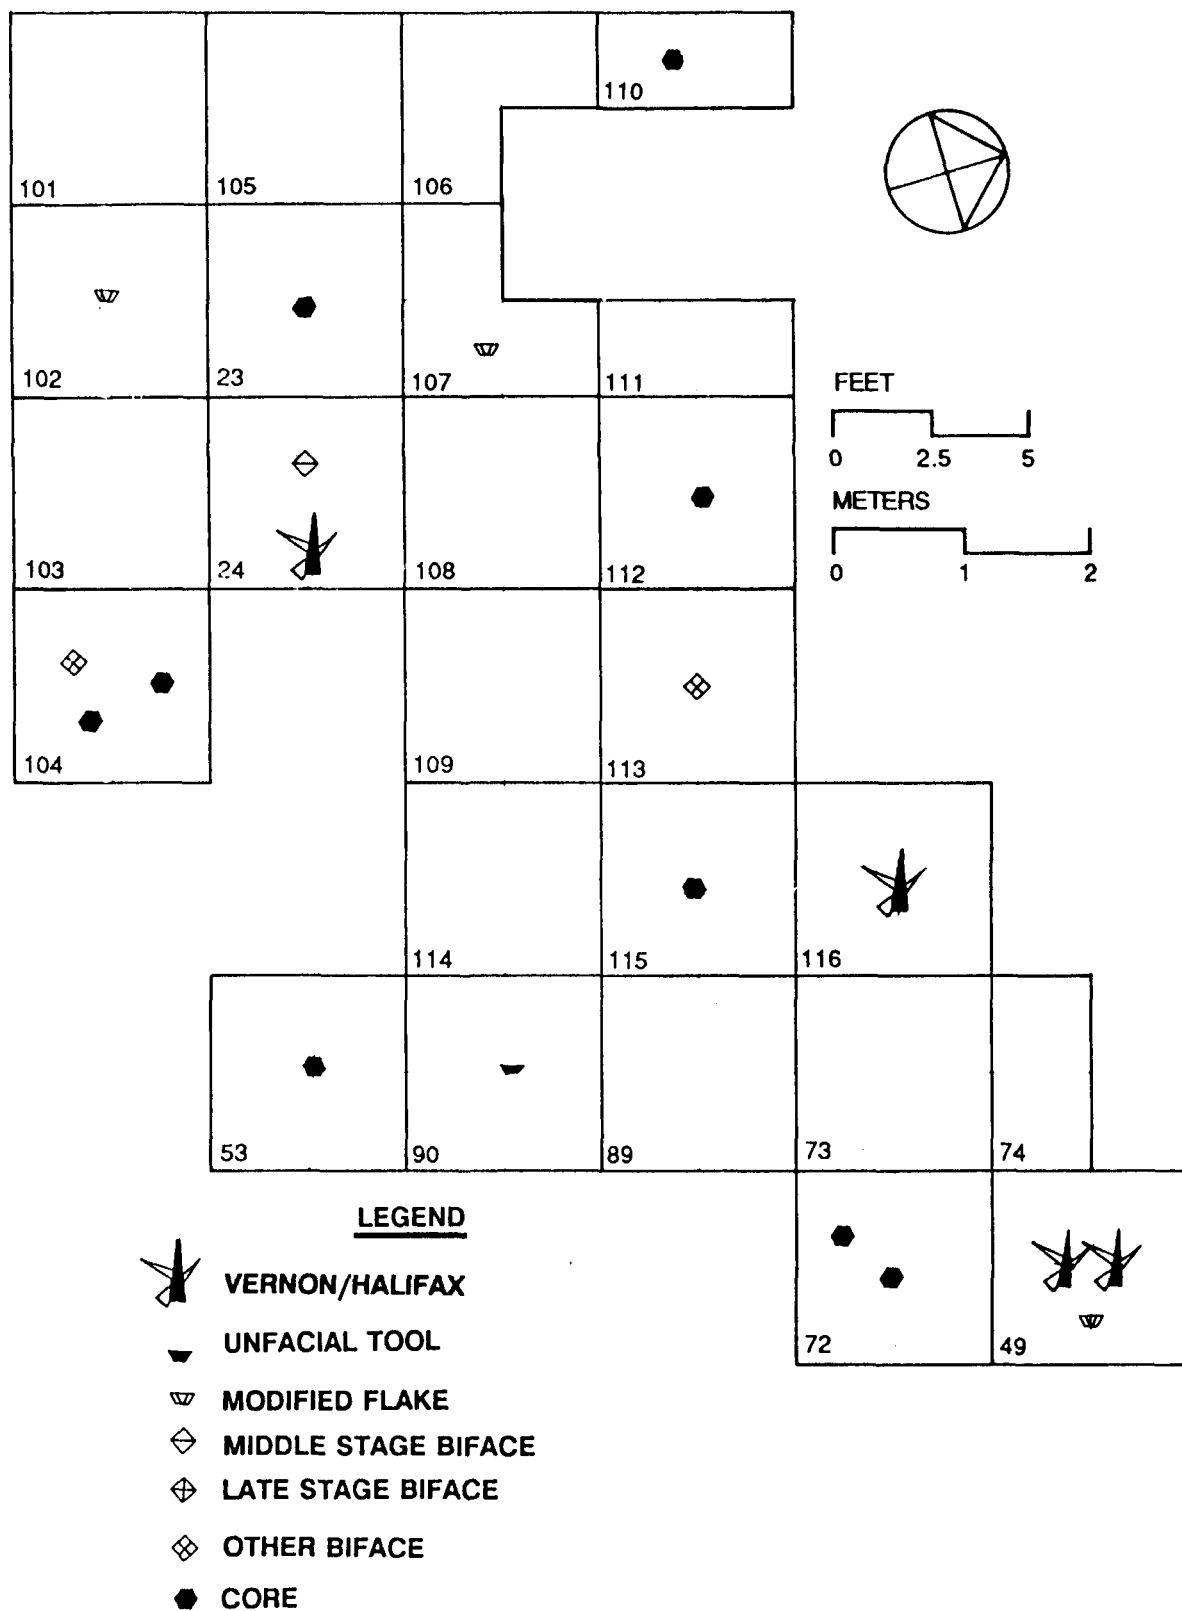 110
101 105 106
102 23 107 111
FEET
0 2.5 5
METERS
0 1 2
103 24 108 112
104 109 113
114 115 116
53 90 89 73 74
72 49
LEGEND
VERNON/HALIFAX
UNFACIAL TOOL
MODIFIED FLAKE
MIDDLE STAGE BIFACE
LATE STAGE BIFACE
OTHER BIFACE
CORE